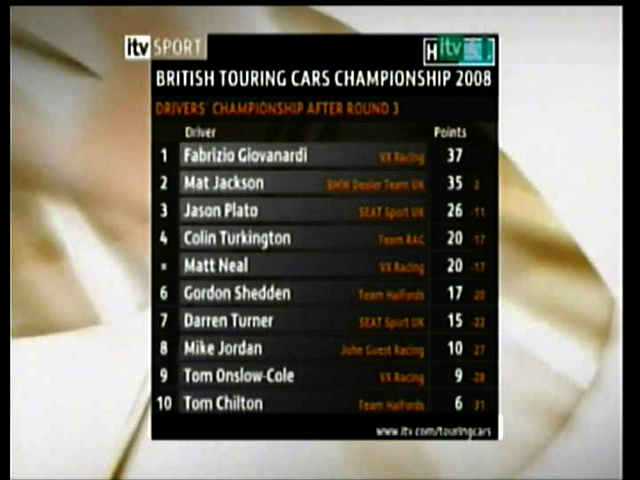 itv SPORT
BRITISH TOURING CARS CHAMPIONSHIP 2008
DRIVERS' CHAMPIONSHIP AFTER ROUND 3
Driver Points
1 Fabrizio Giovanardi VX Racing 37
2 Mat Jackson BMW Dealer Team UK 35 2
3 Jason Plato SEAT Sport UK 26 -11
4 Colin Turkington Team RAC 20 -17
= Matt Neal VX Racing 20 -17
6 Gordon Shedden Team Halfords 17 -20
7 Darren Turner SEAT Sport UK 15 -22
8 Mike Jordan John Guest Racing 10 27
9 Tom Onslow-Cole VX Racing 9 -28
10 Tom Chilton Team Halfords 6 -31
www.itv.com/touringcars